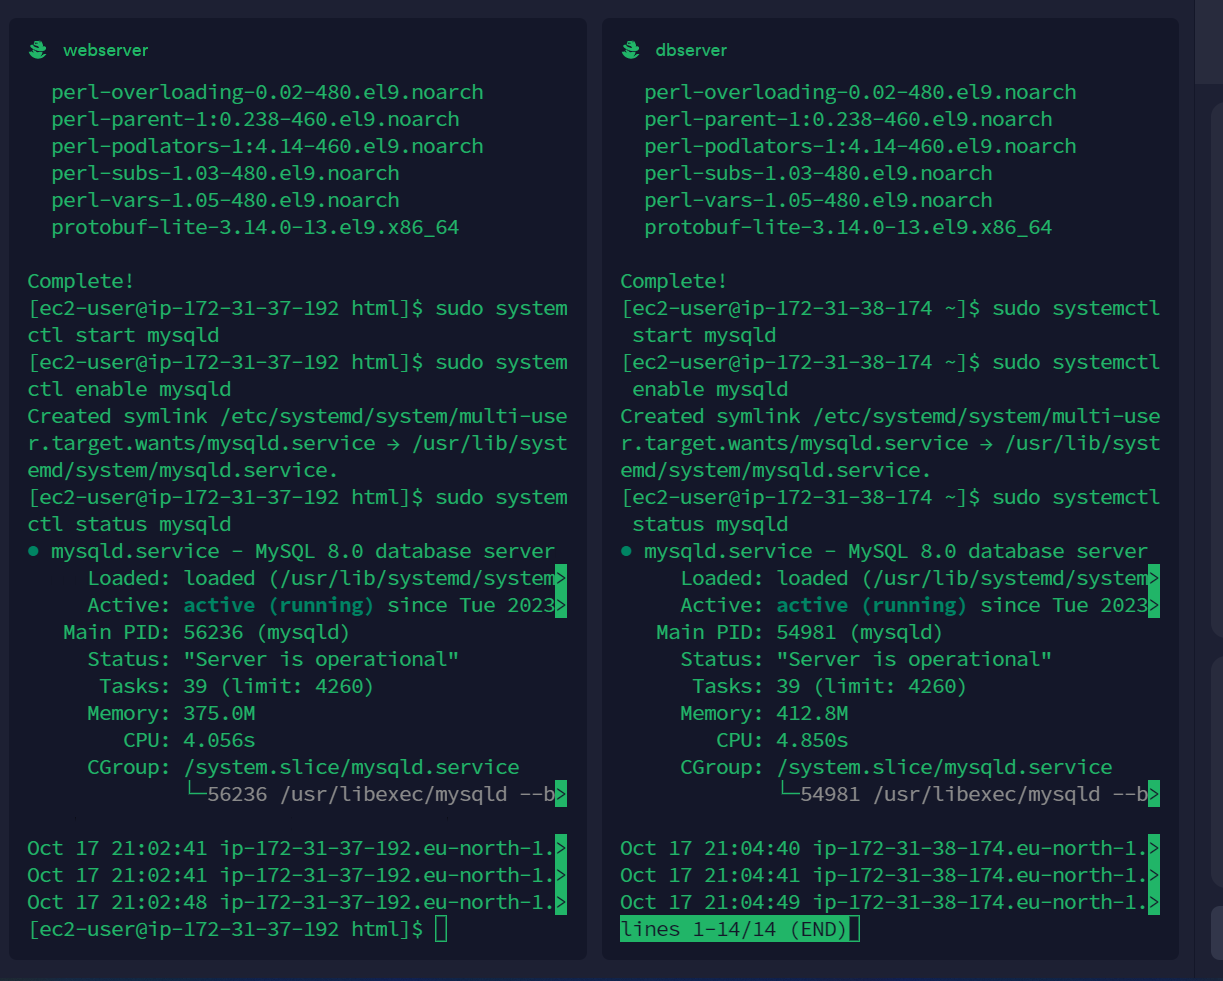 webserver
perl-overloading-0.02-480.el9.noarch
perl-parent-1:0.238-460.el9.noarch
perl-podlators-1:4.14-460.el9.noarch
perl-subs-1.03-480.el9.noarch
perl-vars-1.05-480.el9.noarch
protobuf-lite-3.14.0-13.el9.x86_64
Complete!
[ec2-user@ip-172-31-37-192 html]$ sudo system
ctl start mysqld
[ec2-user@ip-172-31-37-192 html]$ sudo system
ctl enable mysqld
Created symlink /etc/systemd/system/multi-use
r.target.wants/mysqld.service → /usr/lib/syst
emd/system/mysqld.service.
[ec2-user@ip-172-31-37-192 html]$ sudo system
ctl status mysqld
● mysqld.service - MySQL 8.0 database server
Loaded: loaded (/usr/lib/systemd/system>
Active: active (running) since Tue 2023>
Main PID: 56236 (mysqld)
Status: "Server is operational"
Tasks: 39 (limit: 4260)
Memory: 375.0M
CPU: 4.056s
CGroup: /system.slice/mysqld.service
└─56236 /usr/libexec/mysqld --b>
Oct 17 21:02:41 ip-172-31-37-192.eu-north-1.>
Oct 17 21:02:41 ip-172-31-37-192.eu-north-1.>
Oct 17 21:02:48 ip-172-31-37-192.eu-north-1.>
[ec2-user@ip-172-31-37-192 html]$
dbserver
perl-overloading-0.02-480.el9.noarch
perl-parent-1:0.238-460.el9.noarch
perl-podlators-1:4.14-460.el9.noarch
perl-subs-1.03-480.el9.noarch
perl-vars-1.05-480.el9.noarch
protobuf-lite-3.14.0-13.el9.x86_64
Complete!
[ec2-user@ip-172-31-38-174 ~]$ sudo systemctl
start mysqld
[ec2-user@ip-172-31-38-174 ~]$ sudo systemctl
enable mysqld
Created symlink /etc/systemd/system/multi-use
r.target.wants/mysqld.service → /usr/lib/syst
emd/system/mysqld.service.
[ec2-user@ip-172-31-38-174 ~]$ sudo systemctl
status mysqld
● mysqld.service - MySQL 8.0 database server
Loaded: loaded (/usr/lib/systemd/system>
Active: active (running) since Tue 2023>
Main PID: 54981 (mysqld)
Status: "Server is operational"
Tasks: 39 (limit: 4260)
Memory: 412.8M
CPU: 4.850s
CGroup: /system.slice/mysqld.service
└─54981 /usr/libexec/mysqld --b>
Oct 17 21:04:40 ip-172-31-38-174.eu-north-1.>
Oct 17 21:04:41 ip-172-31-38-174.eu-north-1.>
Oct 17 21:04:49 ip-172-31-38-174.eu-north-1.>
lines 1-14/14 (END)